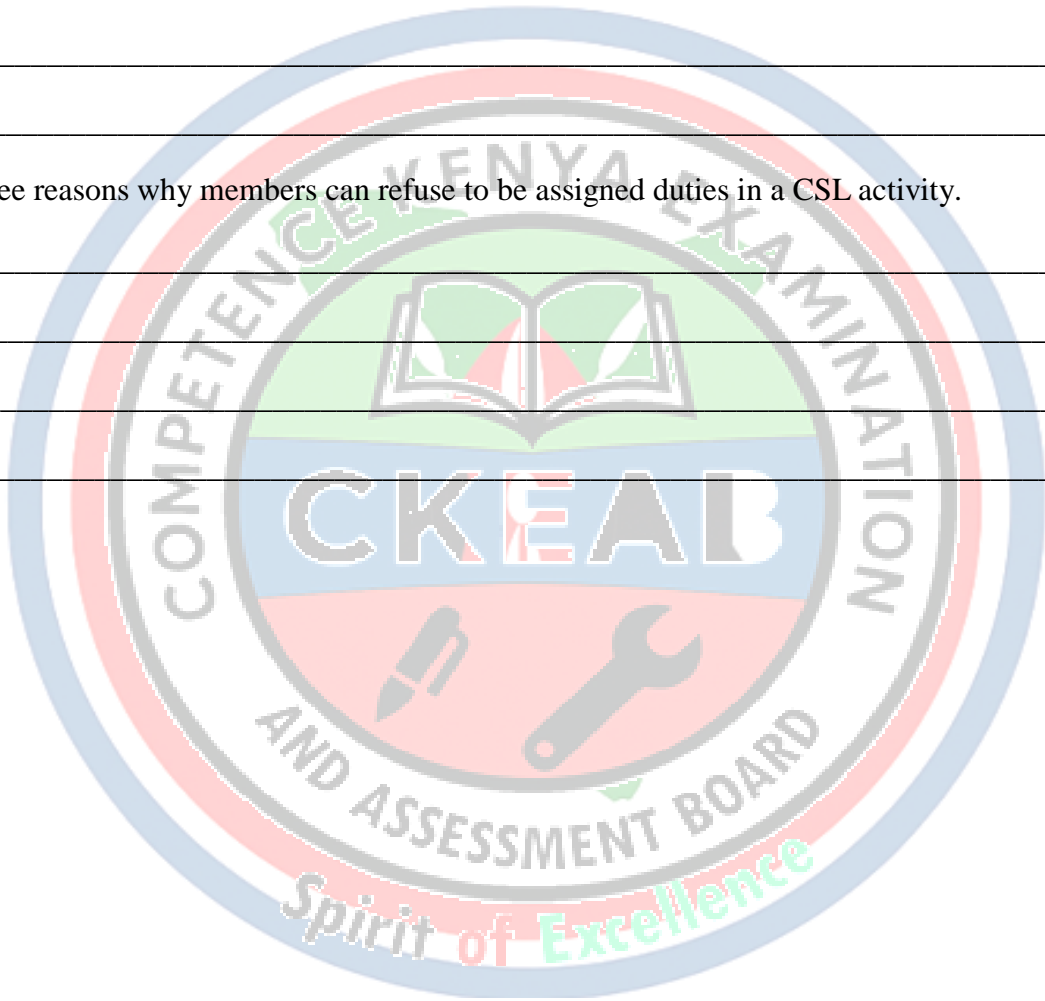 ee reasons why members can refuse to be assigned duties in a CSL activity.
COMPETENCE KENYA EXAMINATION
CKEAB
AND ASSESSMENT BOARD
Spirit of Excellence